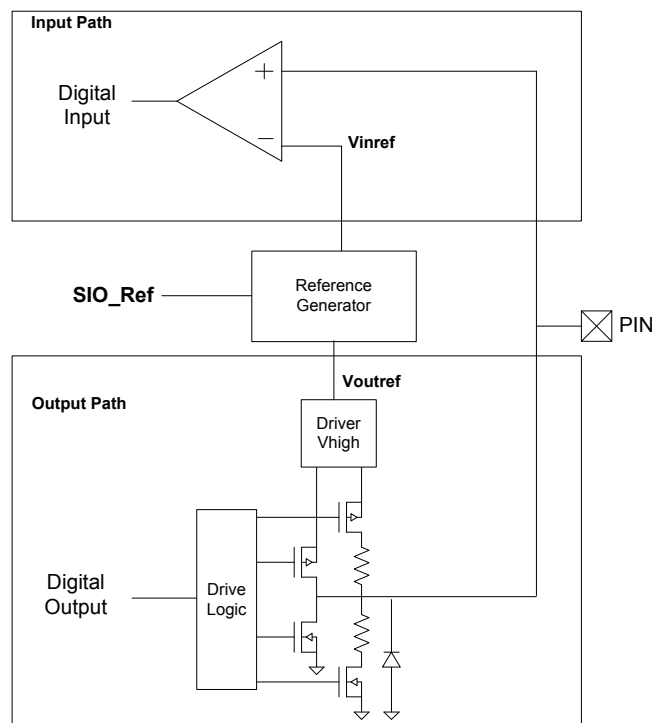 Input Path
Digital
Input
+
−
Vinref
SIO_Ref
Reference
Generator
PIN
Voutref
Output Path
Driver
Vhigh
Digital
Output
Drive
Logic